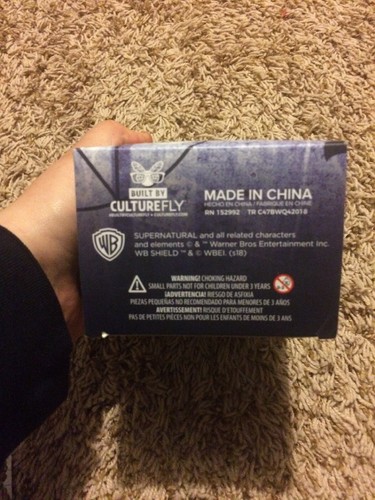 BUILT BY
CULTUREFLY
MADE IN CHINA
HECHO EN CHINA / FABRIQUÉ EN CHINE
RN 152992 TR C47BWQ42018
SUPERNATURAL and all related characters
and elements © & ™ Warner Bros Entertainment Inc.
WB SHIELD ™ & © WBEI. (s18)
WB
WARNING! CHOKING HAZARD
SMALL PARTS NOT FOR CHILDREN UNDER 3 YEARS
¡ADVERTENCIA! RIESGO DE ASFIXIA
PIEZAS PEQUEÑAS NO RECOMENDADO PARA MENORES DE 3 AÑOS
AVERTISSEMENT! RISQUE D'ETOUFFEMENT
PAS DE PETITES PIÈCES NON POUR LES ENFANTS DE MOINS DE 3 ANS